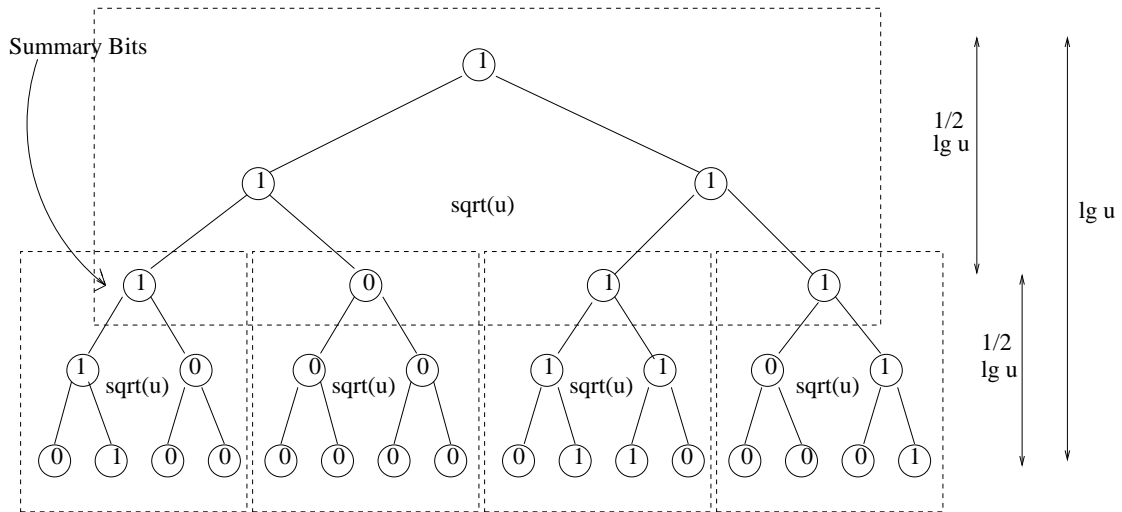 Summary Bits
1
1/2
lg u
1 1
sqrt(u)
lg u
1 0 1 1
1 0 0 0 1 1 0 1
1/2
lg u
sqrt(u) sqrt(u) sqrt(u) sqrt(u)
0 1 0 0 0 0 0 0 0 1 1 0 0 0 0 1